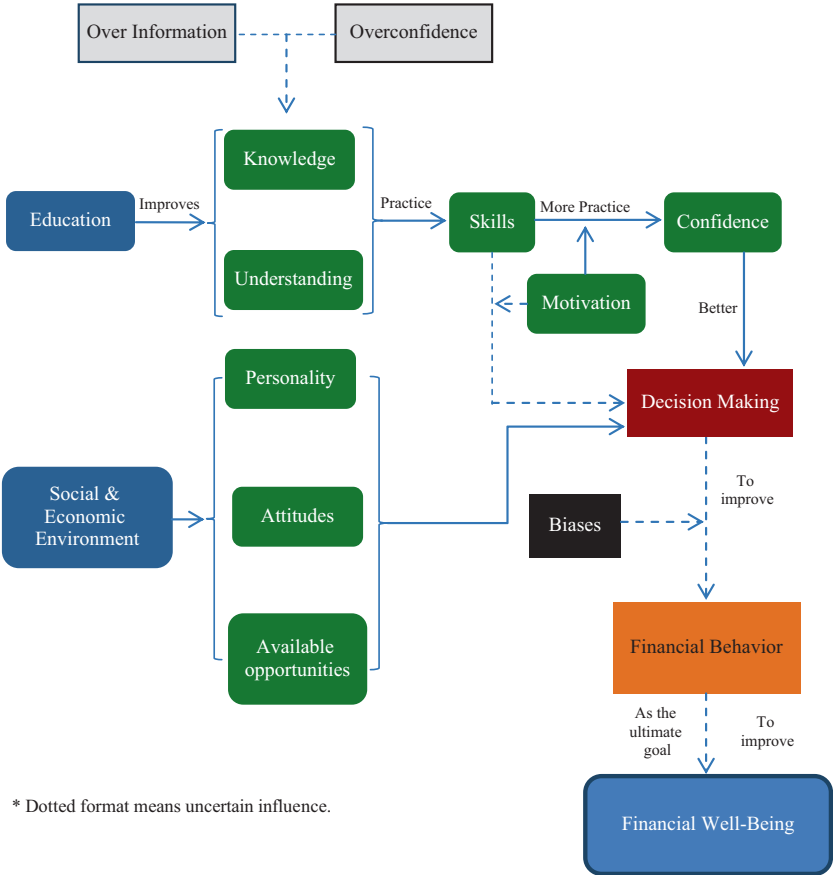 Over Information
Overconfidence
Knowledge
Education
Improves
Understanding
Practice
Skills
More Practice
Confidence
Motivation
Better
Personality
Decision Making
Social &
Economic
Environment
Attitudes
Available
opportunities
Biases
To
improve
Financial Behavior
As the
ultimate
goal
To
improve
Financial Well-Being
* Dotted format means uncertain influence.